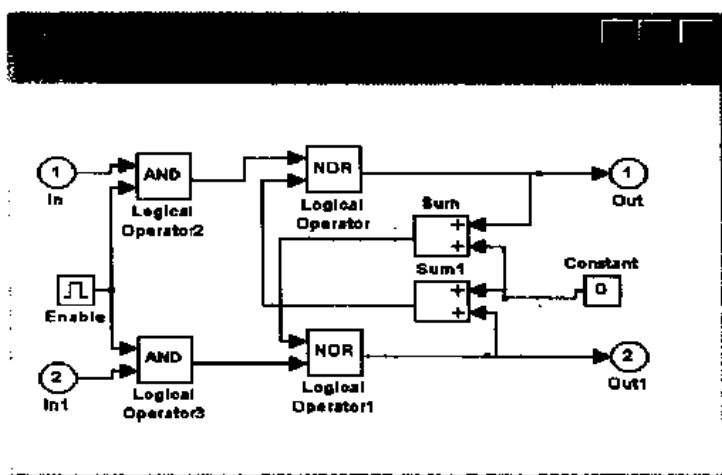 1
In
AND
Logical
Operator2
NOR
Logical
Operator
1
Out
Sum
+
+
Sum1
+
+
Constant
0
Enable
2
In1
AND
Logical
Operator3
NOR
Logical
Operator1
2
Out1